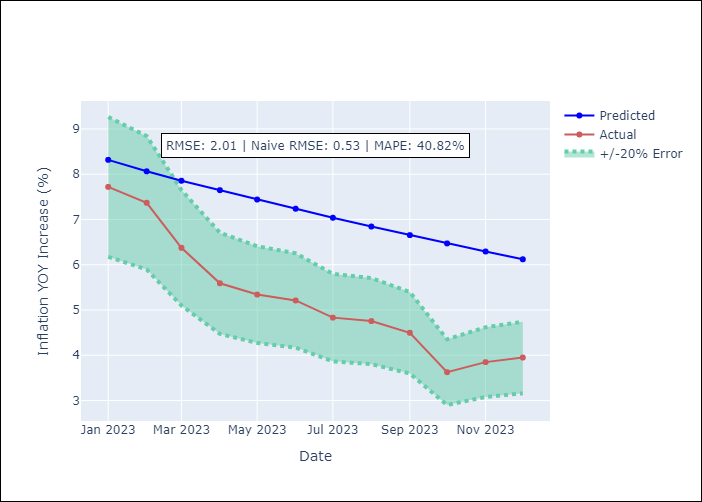 RMSE: 2.01 | Naive RMSE: 0.53 | MAPE: 40.82%
Predicted
Actual
+/-20% Error
Inflation YOY Increase (%)
9
8
7
6
5
4
3
Jan 2023 Mar 2023 May 2023 Jul 2023 Sep 2023 Nov 2023
Date